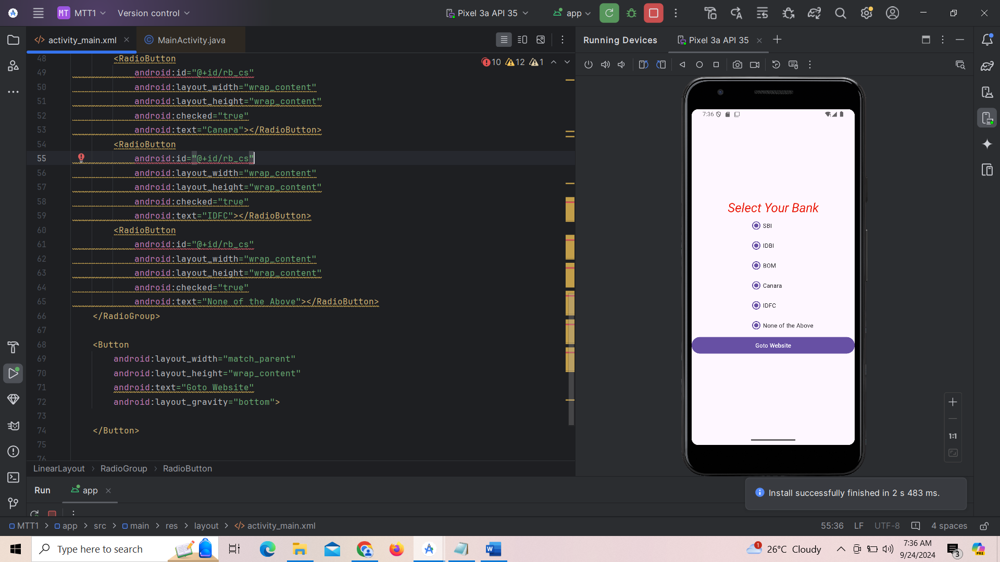 MT MTT1 Version control Pixel 3a API 35 app
activity_main.xml MainActivity.java
Running Devices Pixel 3a API 35
10 12 1
48 <RadioButton
49 android:id="@+id/rb_cs"
50 android:layout_width="wrap_content"
51 android:layout_height="wrap_content"
52 android:checked="true"
53 android:text="Canara"></RadioButton>
54 <RadioButton
55 android:id="@+id/rb_cs"
56 android:layout_width="wrap_content"
57 android:layout_height="wrap_content"
58 android:checked="true"
59 android:text="IDFC"></RadioButton>
60 <RadioButton
61 android:id="@+id/rb_cs"
62 android:layout_width="wrap_content"
63 android:layout_height="wrap_content"
64 android:checked="true"
65 android:text="None of the Above"></RadioButton>
66 </RadioGroup>
67
68 <Button
69 android:layout_width="match_parent"
70 android:layout_height="wrap_content"
71 android:text="Goto Website"
72 android:layout_gravity="bottom">
73
74 </Button>
75
76
7:36
Select Your Bank
SBI
IDBI
BOM
Canara
IDFC
None of the Above
Goto Website
1:1
LinearLayout RadioGroup RadioButton
Run app
Install successfully finished in 2 s 483 ms.
MTT1 app src main res layout activity_main.xml 55:36 LF UTF-8 4 spaces
Type here to search
1 26°C Cloudy
7:36 AM
9/24/2024
3
PRE